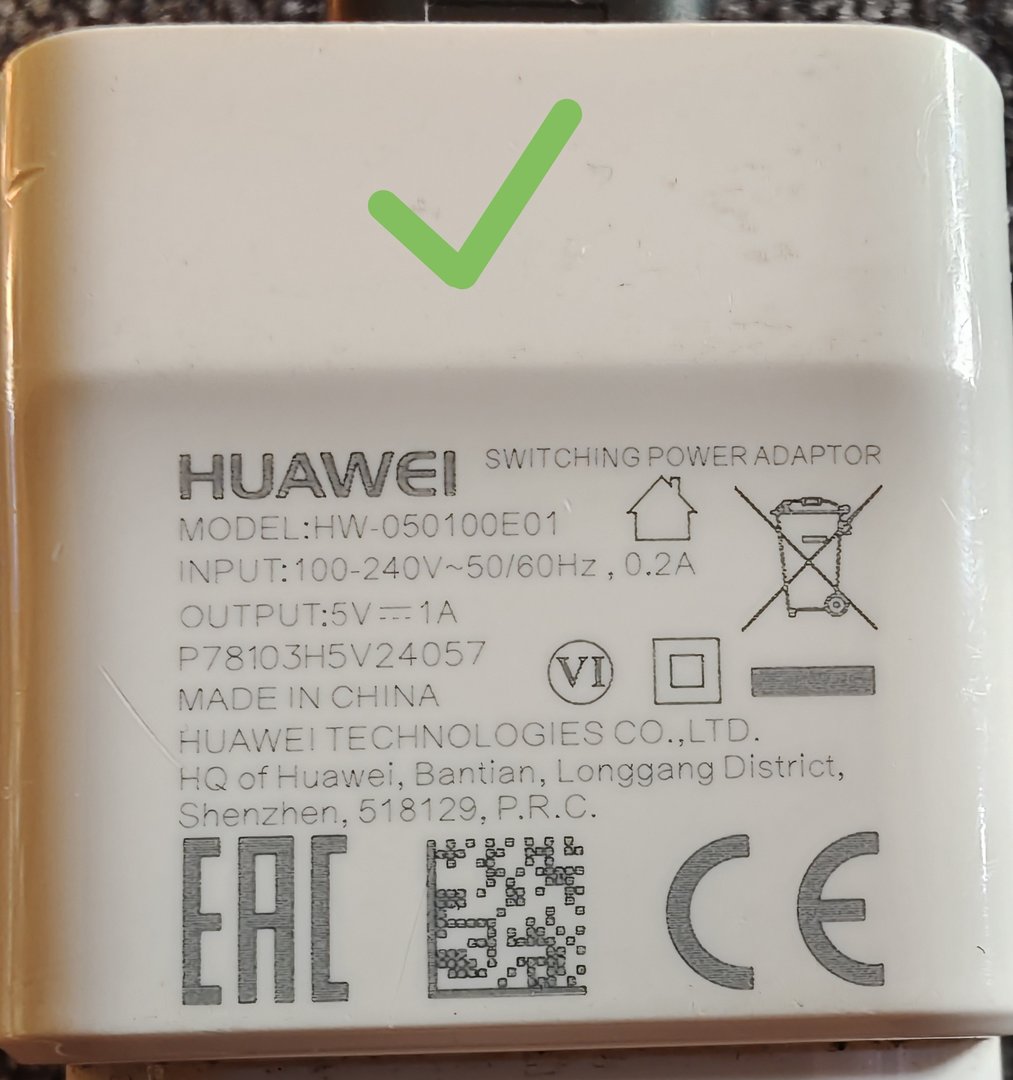 HUAWEI SWITCHING POWER ADAPTOR
MODEL:HW-050100E01
INPUT:100-240V~50/60Hz , 0.2A
OUTPUT:5V⎓1A
P78103H5V24057
VI
MADE IN CHINA
HUAWEI TECHNOLOGIES CO.,LTD.
HQ of Huawei, Bantian, Longgang District,
Shenzhen, 518129, P.R.C.
EAC CE